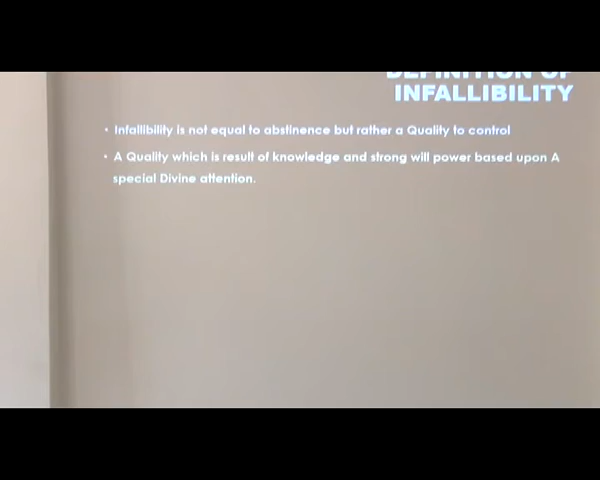 DEFINITION OF
INFALLIBILITY
• Infallibility is not equal to abstinence but rather a Quality to control
• A Quality which is result of knowledge and strong will power based upon A
special Divine attention.